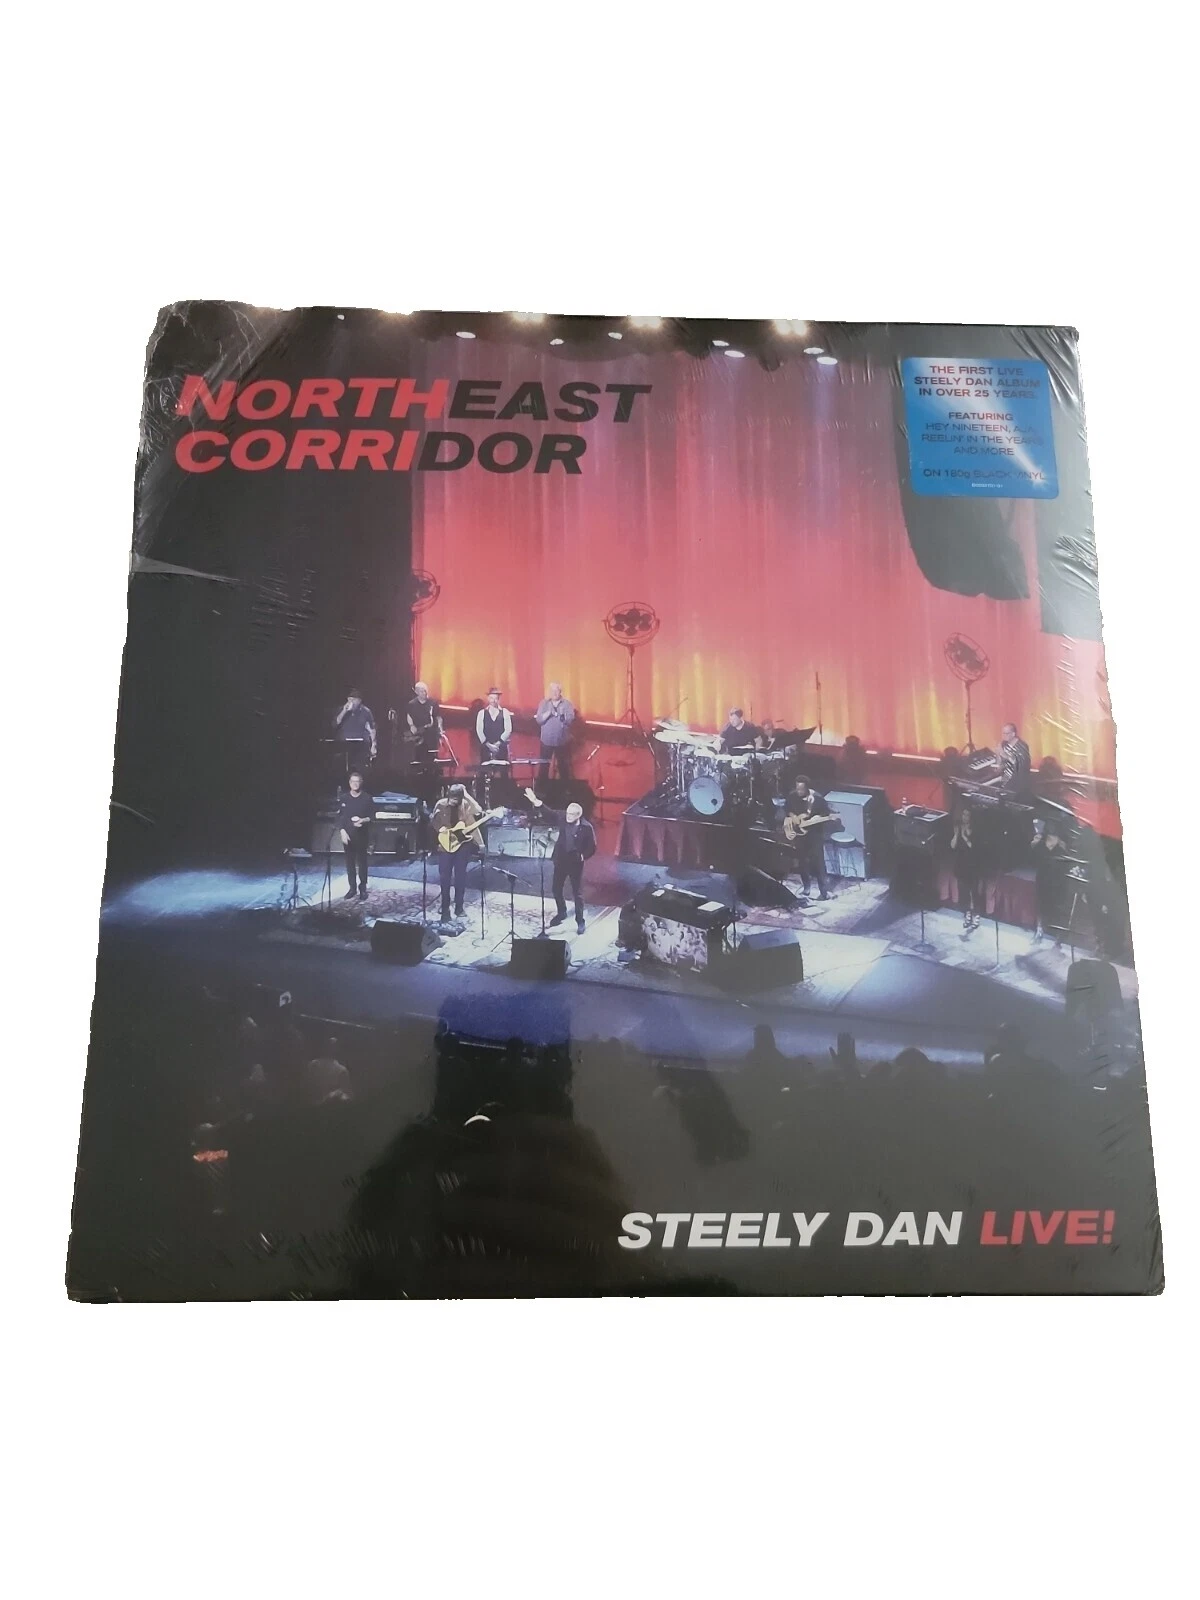 NORTHEAST
CORRIDOR
THE FIRST LIVE
STEELY DAN ALBUM
IN OVER 25 YEARS.
FEATURING
HEY NINETEEN, AJA,
REELIN' IN THE YEARS
AND MORE
ON 180g BLACK VINYL
STEELY DAN LIVE!